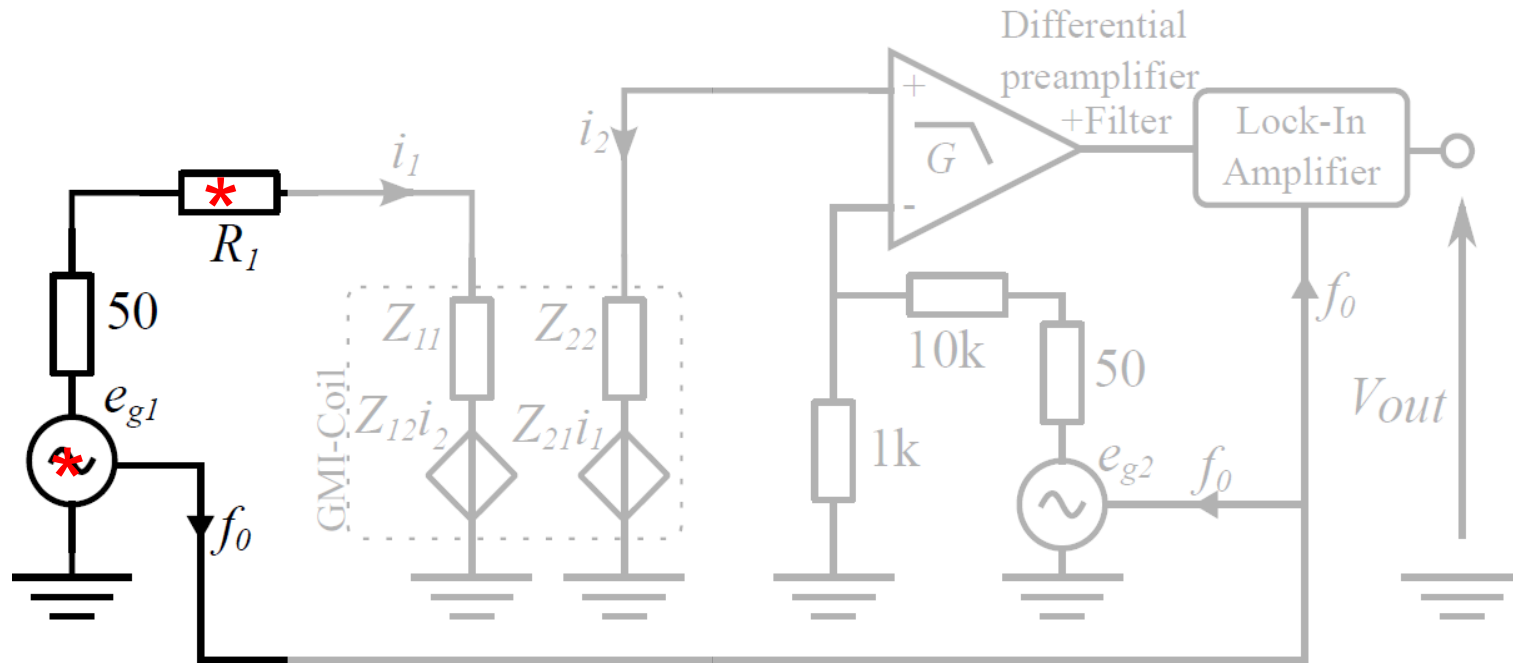 Differential
preamplifier
+Filter
Lock-In
Amplifier
+
-
G
i1
i2
R1
50
eg1
f0
Z11
Z22
Z12i2
Z21i1
GMI-Coil
10k
50
1k
eg2
f0
f0
Vout